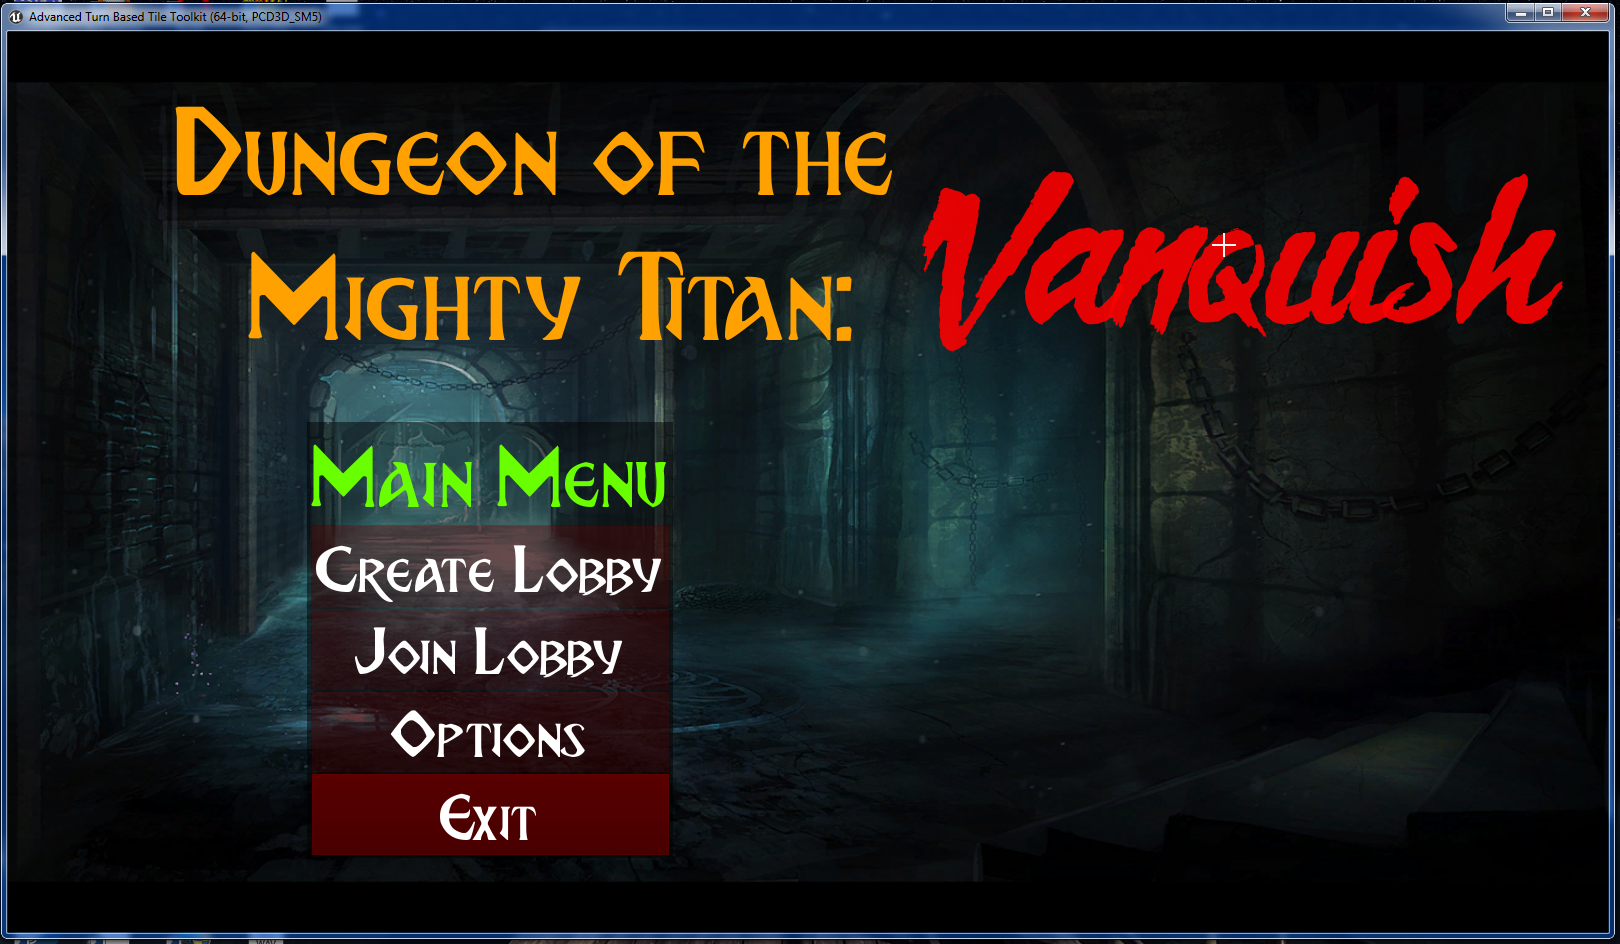 Advanced Turn Based Tile Toolkit (64-bit, PCD3D_SM5)
Dungeon of the
Mighty Titan:
Vanquish
Main Menu
Create Lobby
Join Lobby
Options
Exit